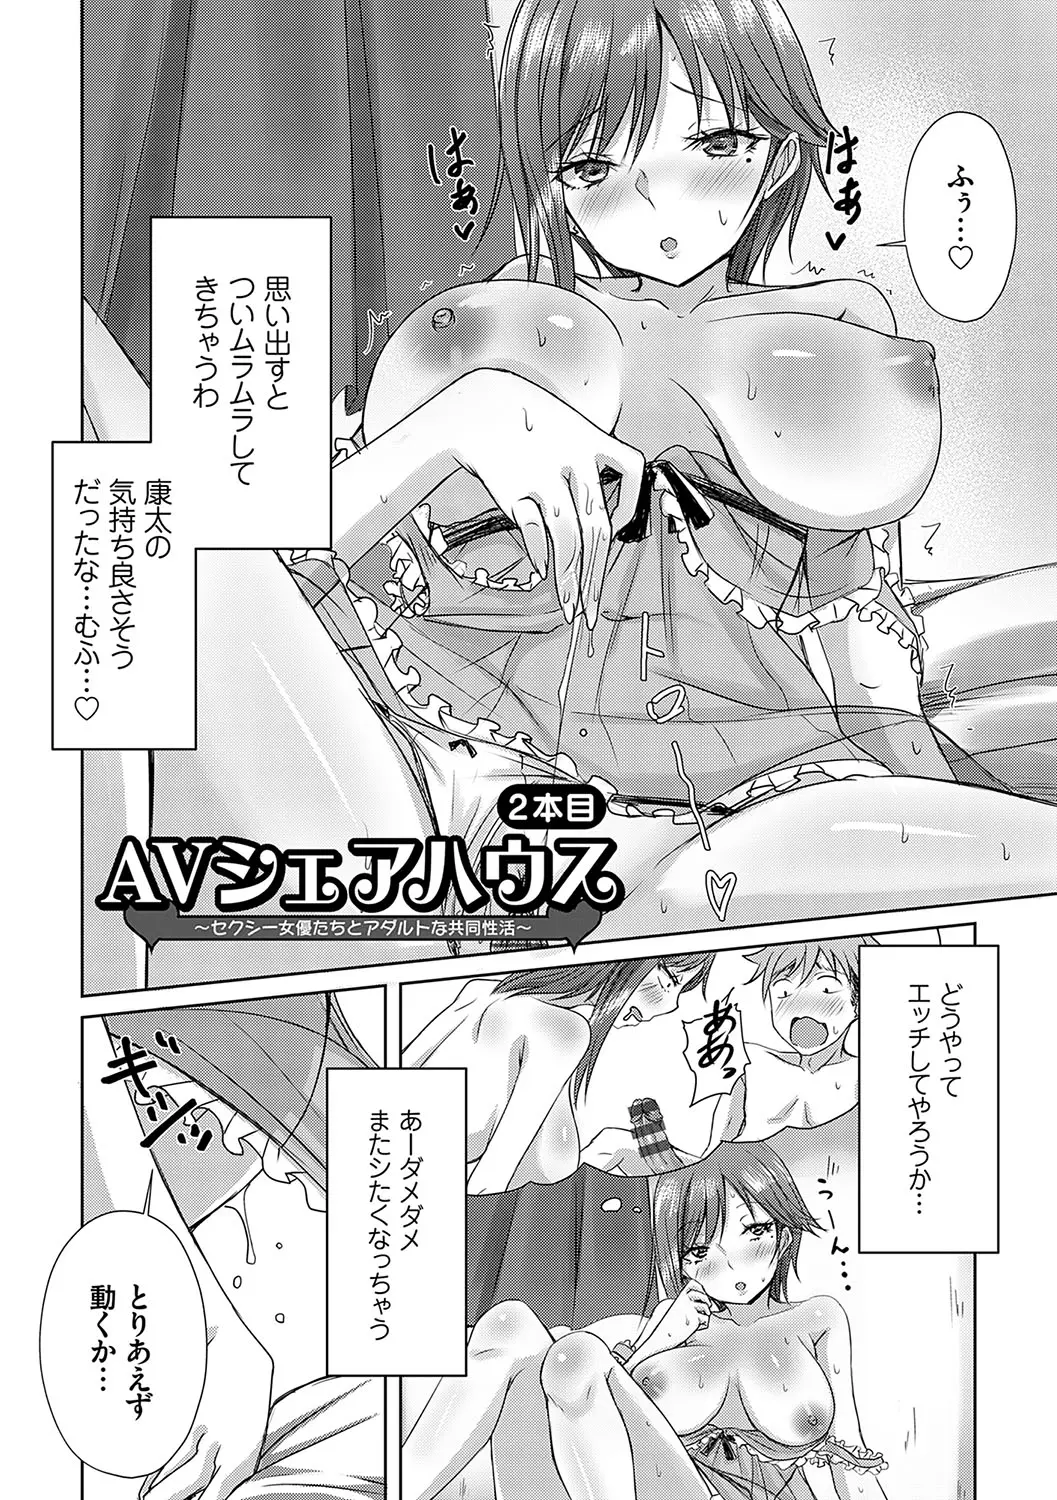 ふぅ…♡
はぁ♥
はぁ♥
思い出すと
ついムラムラして
きちゃうわ
康太の
気持ち良さそう
だったな…むふ…♡
トロ
2本目
AVシェアハウス
～セクシー女優たちとアダルトな共同性活～
どうやって
エッチしてやろうか…
ああっ
うーん…
あーダメダメ
またシたくなっちゃう
ギシッ
とりあえず
動くか…